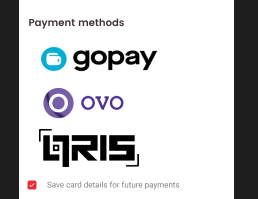 Payment methods
gopay
OVO
QRIS
Save card details for future payments